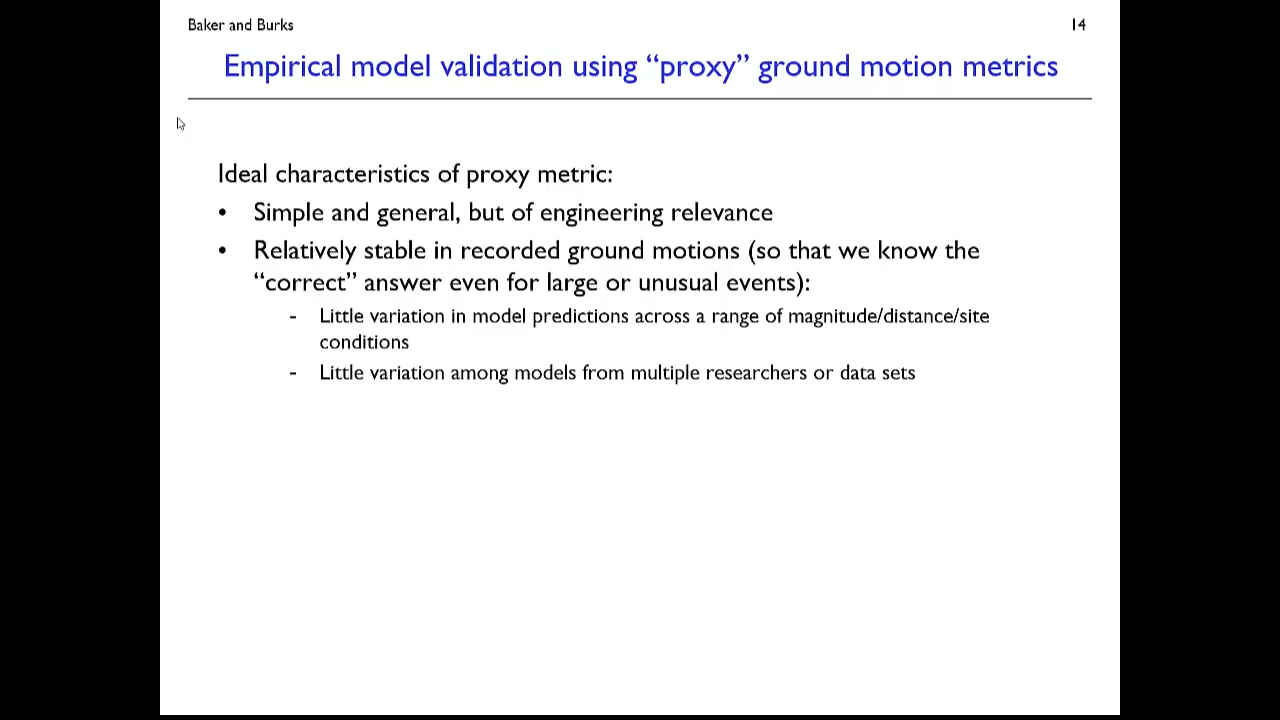 Baker and Burks
14
Empirical model validation using “proxy” ground motion metrics
Ideal characteristics of proxy metric:
• Simple and general, but of engineering relevance
• Relatively stable in recorded ground motions (so that we know the
“correct” answer even for large or unusual events):
- Little variation in model predictions across a range of magnitude/distance/site
conditions
- Little variation among models from multiple researchers or data sets